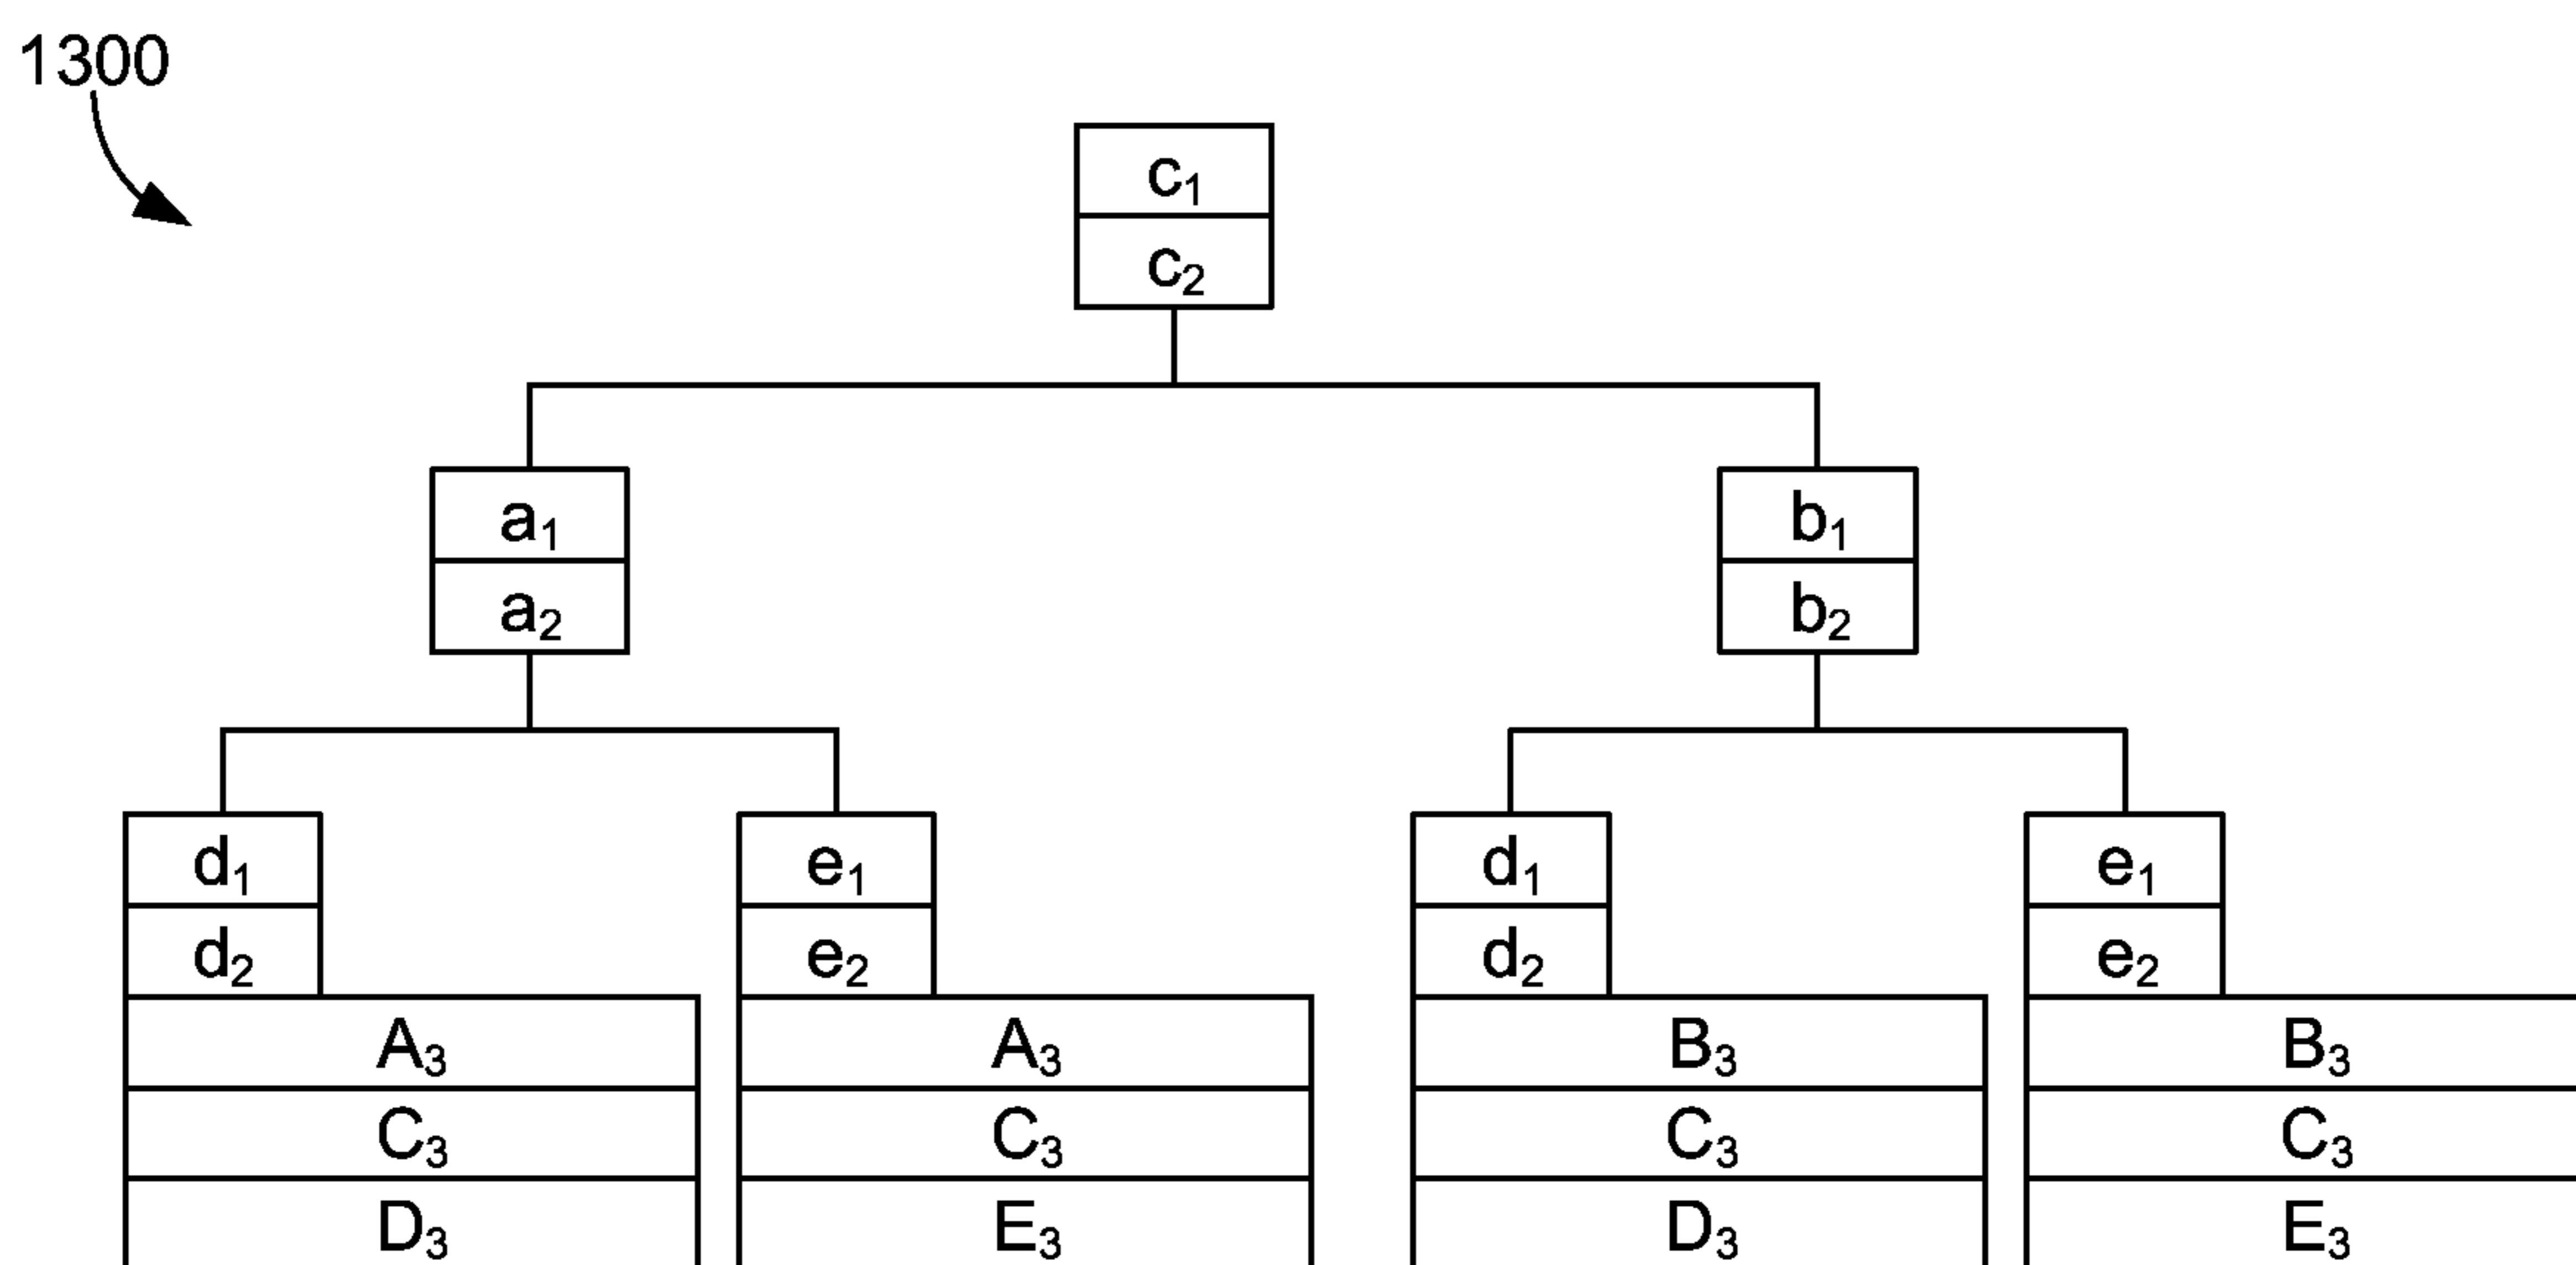 1300
c₁
c₂
a₁ b₁
a₂ b₂
d₁ e₁ d₁ e₁
d₂ e₂ d₂ e₂
A₃ A₃ B₃ B₃
C₃ C₃ C₃ C₃
D₃ E₃ D₃ E₃